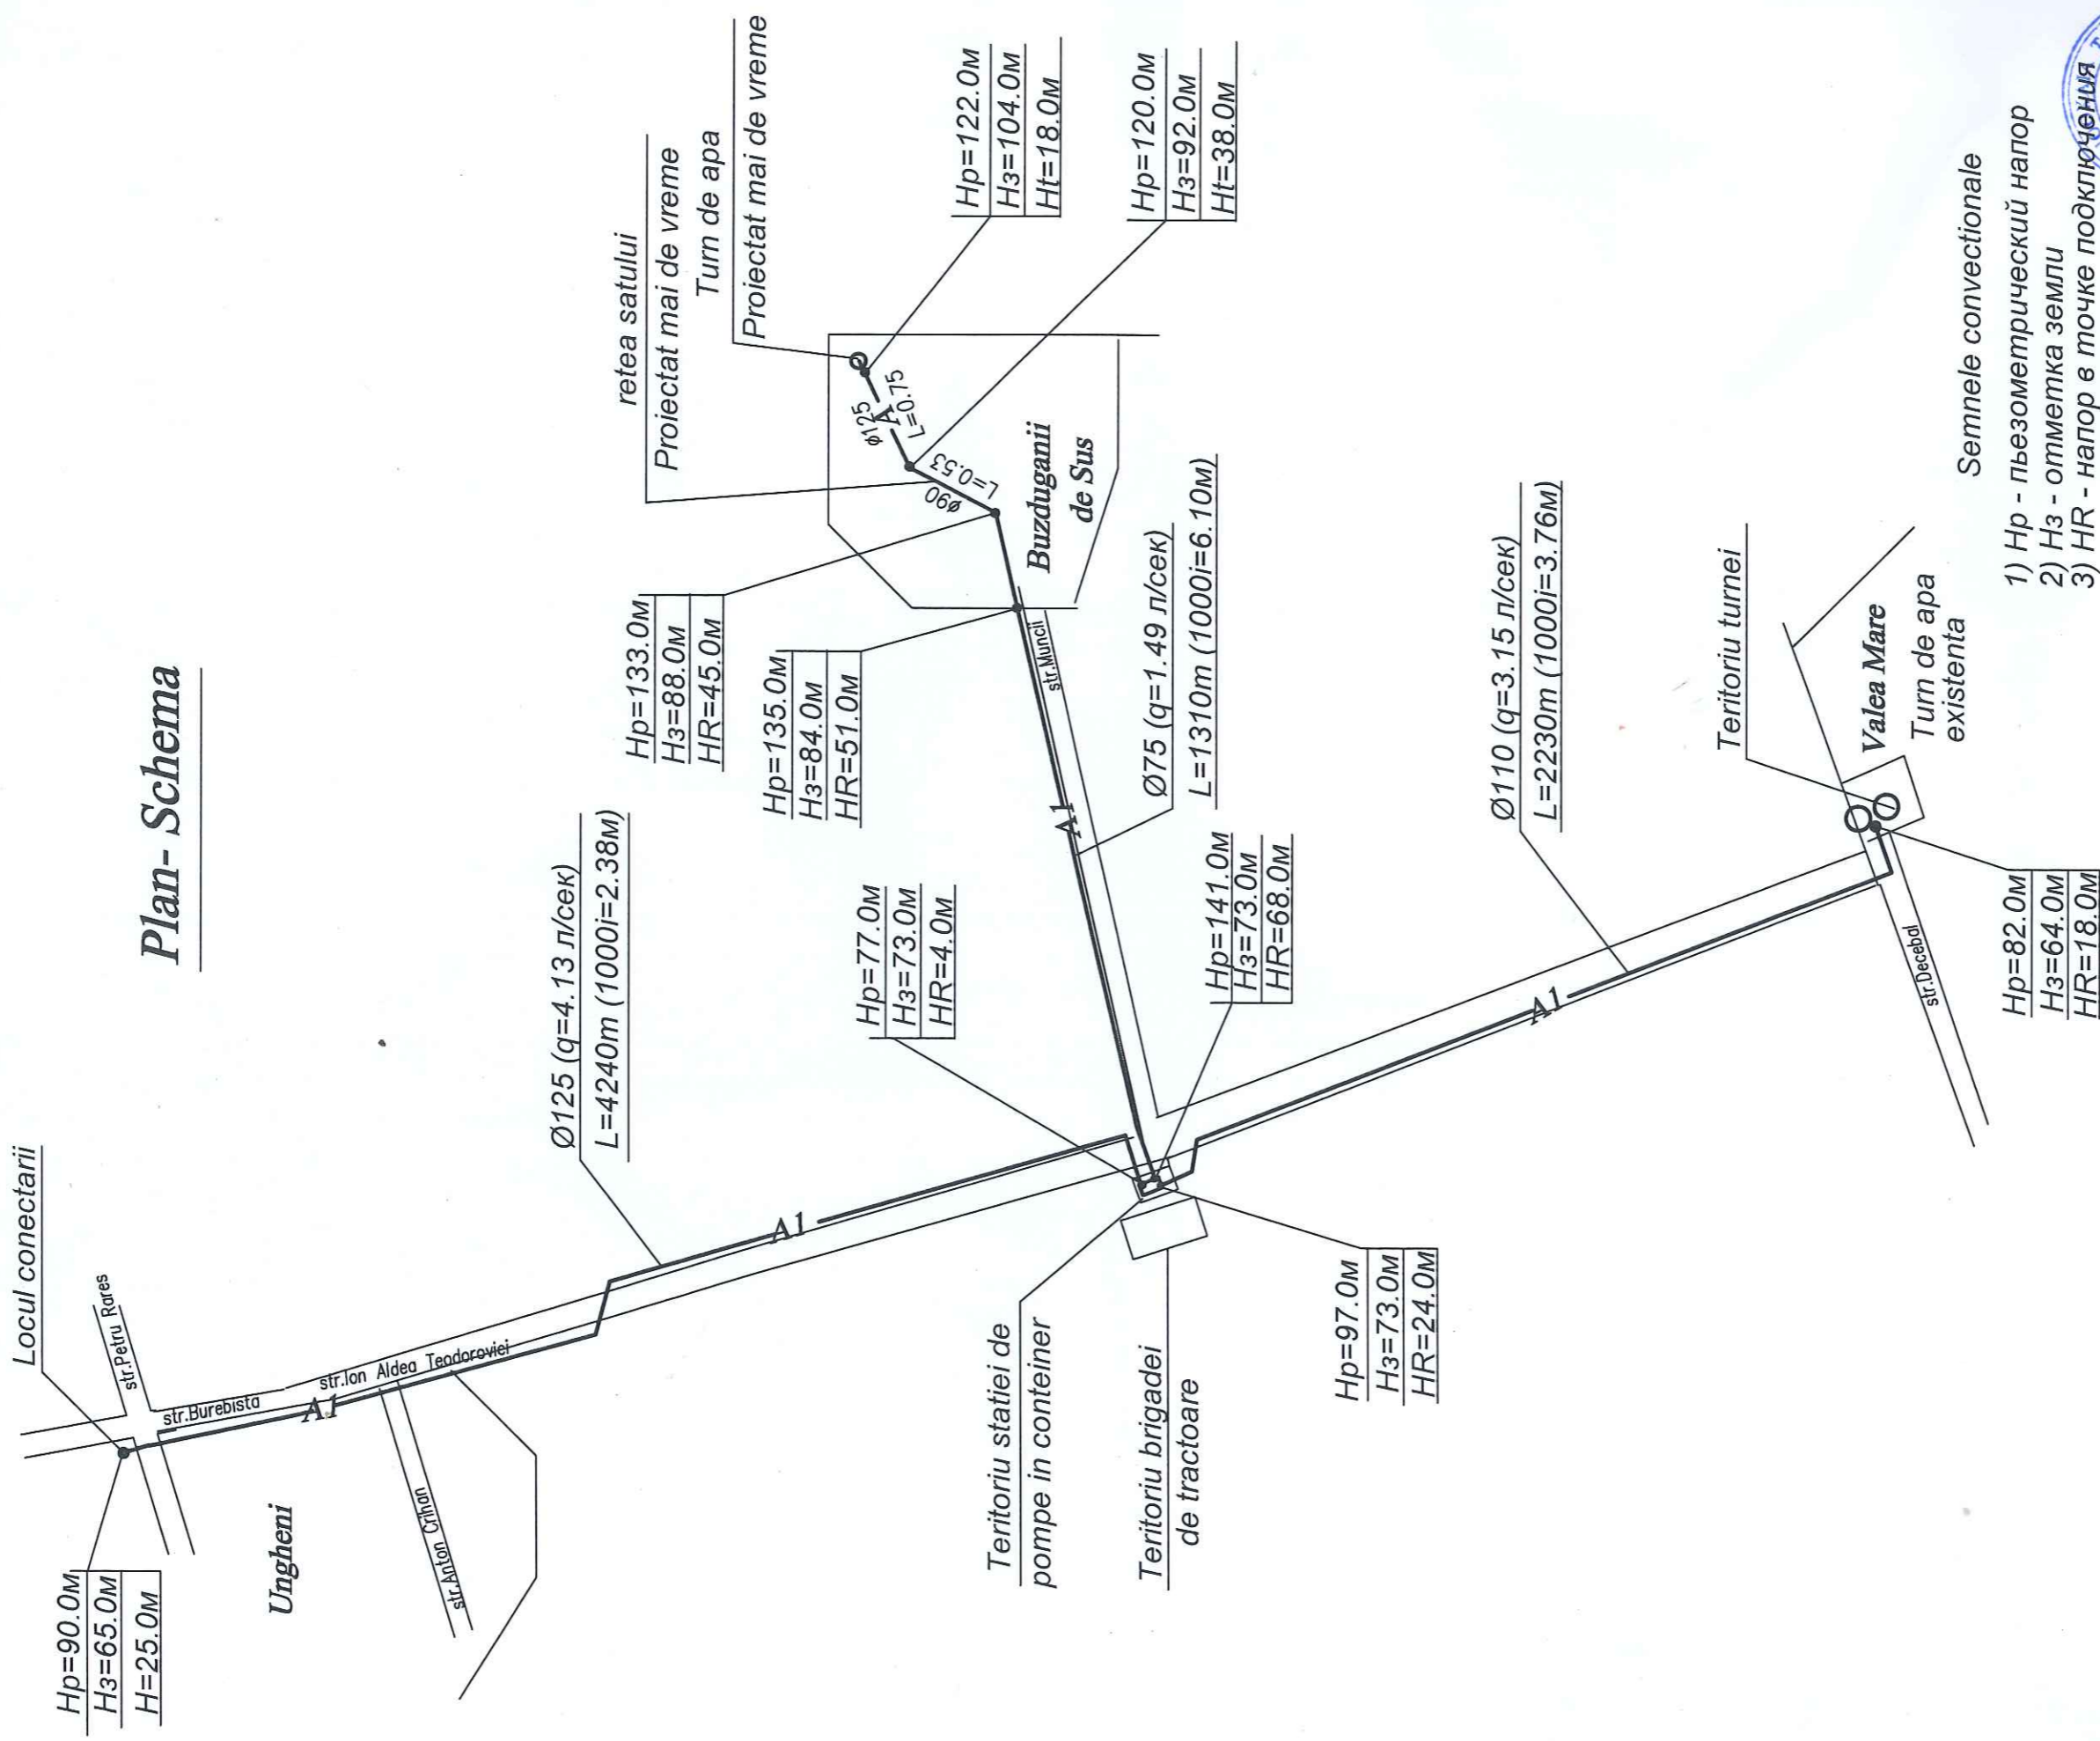 Plan- Schema
Locul conectarii
str.Petru Rares
str.Burebista
A1
str.Ion Aldea Teodorovici
str.Anton Crihan
Ungheni
Hp=90.0м
Hз=65.0м
H=25.0м
Ø125 (q=4.13 л/сек)
L=4240m (1000i=2.38м)
A1
Hp=77.0м
Hз=73.0м
HR=4.0м
Hp=133.0м
Hз=88.0м
HR=45.0м
Hp=135.0м
Hз=84.0м
HR=51.0м
retea satului
Proiectat mai de vreme
Turn de apa
Proiectat mai de vreme
ϕ125
A
L=0.75
ϕ90
L=0.53
Hp=122.0м
Hз=104.0м
Ht=18.0м
Hp=120.0м
Hз=92.0м
Ht=38.0м
Buzduganii
de Sus
str.Muncii
A1
Ø75 (q=1.49 л/сек)
L=1310m (1000i=6.10м)
Hp=141.0м
Hз=73.0м
HR=68.0м
Teritoriu statiei de
pompe in conteiner
Teritoriu brigadei
de tractoare
Hp=97.0м
Hз=73.0м
HR=24.0м
Ø110 (q=3.15 л/сек)
L=2230m (1000i=3.76м)
A1
Teritoriu turnei
Valea Mare
Turn de apa
existenta
str.Decebal
Hp=82.0м
Hз=64.0м
HR=18.0м
Semnele convectionale
1) Hp - пьезометрический напор
2) Hз - отметка земли
3) HR - напор в точке подключения